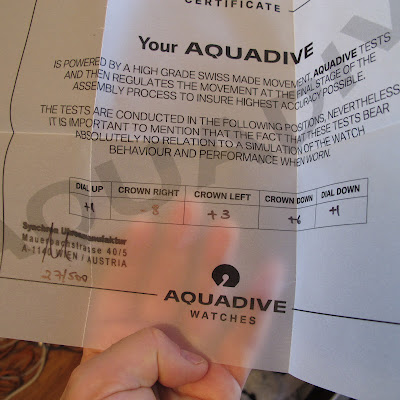 CERTIFICATE
Your AQUADIVE
IS POWERED BY A HIGH GRADE SWISS MADE MOVEMENT. AQUADIVE TESTS
AND THEN REGULATES THE MOVEMENT AT THE FINAL STAGE OF THE
ASSEMBLY PROCESS TO INSURE HIGHEST ACCURACY POSSIBLE.
THE TESTS ARE CONDUCTED IN THE FOLLOWING POSITIONS, NEVERTHELESS
IT IS IMPORTANT TO MENTION THAT THE FACT THAT THESE TESTS BEAR
ABSOLUTELY NO RELATION TO A SIMULATION OF THE WATCH
BEHAVIOUR AND PERFORMANCE WHEN WORN.
DIAL UP CROWN RIGHT CROWN LEFT CROWN DOWN DIAL DOWN
+1 -8 +3 +6 +1
Synchron Uhrenmanufaktur
Mauerbachstrasse 40/5
A-1140 WIEN / AUSTRIA
27/500
AQUADIVE
WATCHES